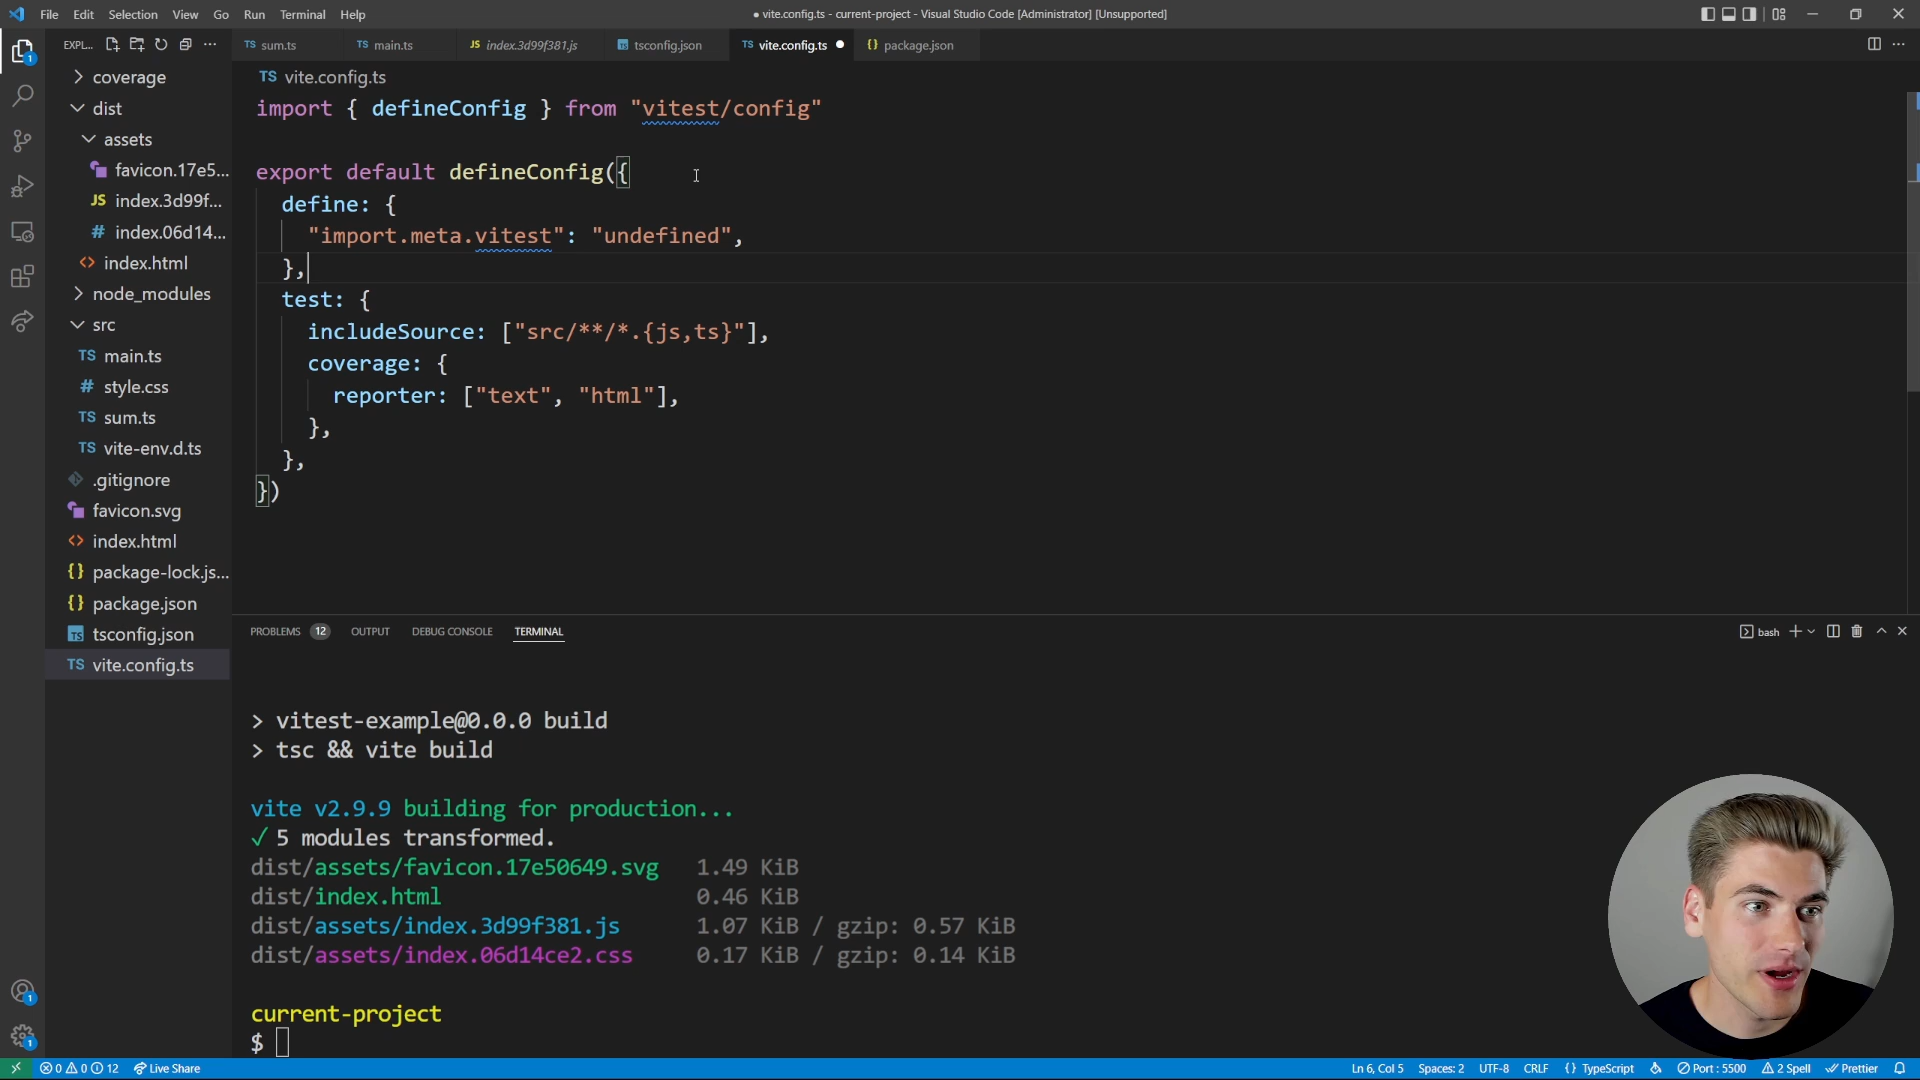 File Edit Selection View Go Run Terminal Help
● vite.config.ts - current-project - Visual Studio Code [Administrator] [Unsupported]
EXPL...
TS sum.ts
TS main.ts
JS index.3d99f381.js
TS tsconfig.json
TS vite.config.ts ●
{} package.json
1
coverage
dist
assets
favicon.17e5...
JS index.3d99f...
# index.06d14...
<> index.html
node_modules
src
TS main.ts
# style.css
TS sum.ts
TS vite-env.d.ts
.gitignore
favicon.svg
<> index.html
{} package-lock.js...
{} package.json
TS tsconfig.json
TS vite.config.ts
TS vite.config.ts
import { defineConfig } from "vitest/config"
export default defineConfig({
define: {
"import.meta.vitest": "undefined",
},
test: {
includeSource: ["src/**/*.{js,ts}"],
coverage: {
reporter: ["text", "html"],
},
},
})
PROBLEMS 12 OUTPUT DEBUG CONSOLE TERMINAL
bash
> vitest-example@0.0.0 build
> tsc && vite build
vite v2.9.9 building for production...
✓ 5 modules transformed.
dist/assets/favicon.17e50649.svg 1.49 KiB
dist/index.html 0.46 KiB
dist/assets/index.3d99f381.js 1.07 KiB / gzip: 0.57 KiB
dist/assets/index.06d14ce2.css 0.17 KiB / gzip: 0.14 KiB
current-project
$
1
1
0 0 12 Live Share
Ln 6, Col 5 Spaces: 2 UTF-8 CRLF {} TypeScript Port : 5500 2 Spell Prettier